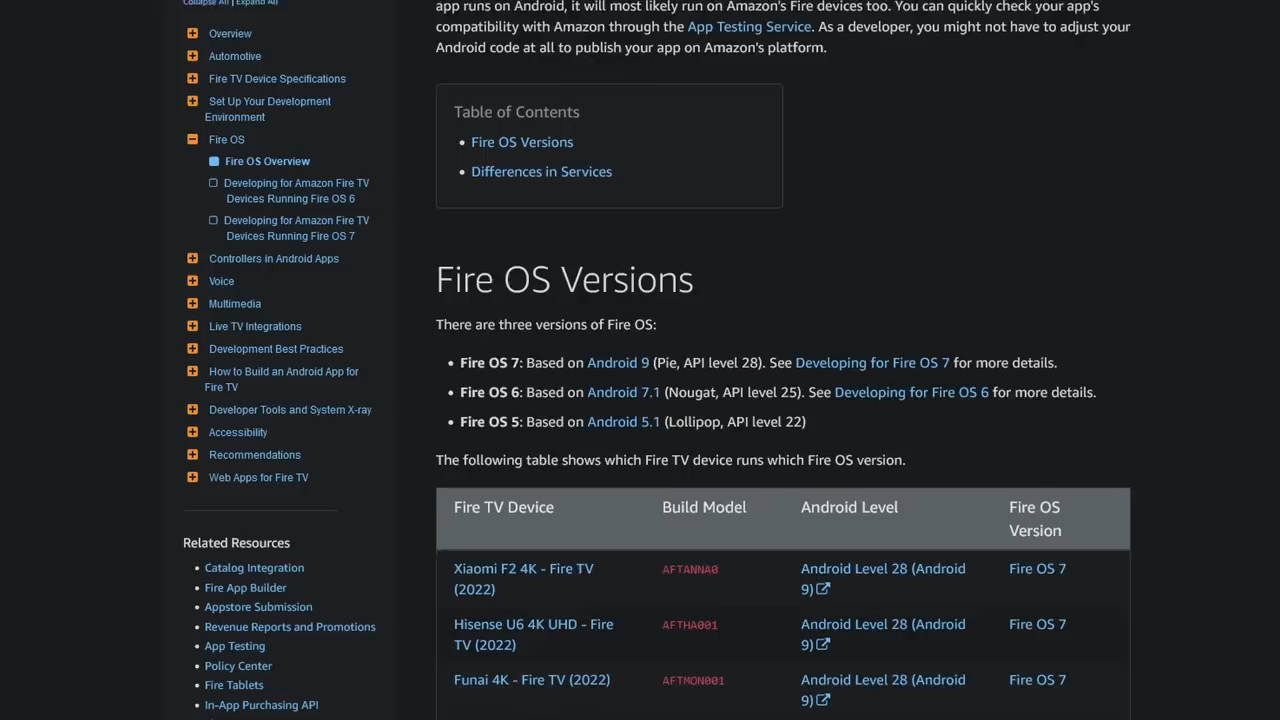 Collapse All | Expand All
Overview
Automotive
Fire TV Device Specifications
Set Up Your Development
Environment
Fire OS
Fire OS Overview
Developing for Amazon Fire TV
Devices Running Fire OS 6
Developing for Amazon Fire TV
Devices Running Fire OS 7
Controllers in Android Apps
Voice
Multimedia
Live TV Integrations
Development Best Practices
How to Build an Android App for
Fire TV
Developer Tools and System X-ray
Accessibility
Recommendations
Web Apps for Fire TV
Related Resources
• Catalog Integration
• Fire App Builder
• Appstore Submission
• Revenue Reports and Promotions
• App Testing
• Policy Center
• Fire Tablets
• In-App Purchasing API
app runs on Android, it will most likely run on Amazon's Fire devices too. You can quickly check your app's
compatibility with Amazon through the App Testing Service. As a developer, you might not have to adjust your
Android code at all to publish your app on Amazon's platform.
Table of Contents
• Fire OS Versions
• Differences in Services
Fire OS Versions
There are three versions of Fire OS:
• Fire OS 7: Based on Android 9 (Pie, API level 28). See Developing for Fire OS 7 for more details.
• Fire OS 6: Based on Android 7.1 (Nougat, API level 25). See Developing for Fire OS 6 for more details.
• Fire OS 5: Based on Android 5.1 (Lollipop, API level 22)
The following table shows which Fire TV device runs which Fire OS version.
Fire TV Device Build Model Android Level Fire OS
Version
Xiaomi F2 4K - Fire TV AFTANNA0 Android Level 28 (Android Fire OS 7
(2022) 9)
Hisense U6 4K UHD - Fire AFTHA001 Android Level 28 (Android Fire OS 7
TV (2022) 9)
Funai 4K - Fire TV (2022) AFTMON001 Android Level 28 (Android Fire OS 7
9)